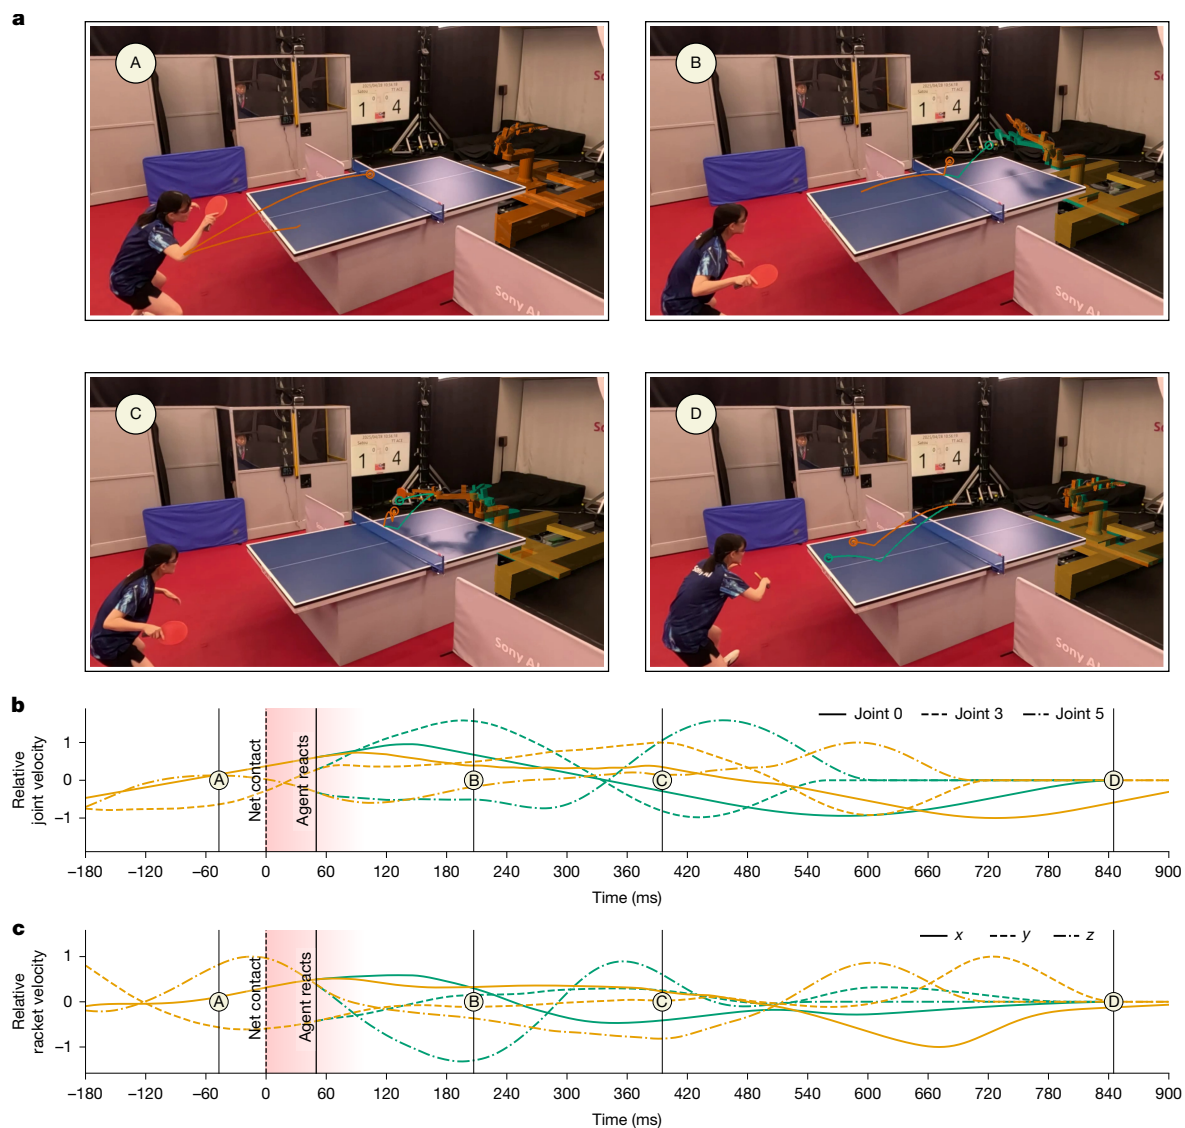 a
A
B
1 4
S
1 4
S
Sony AI
Sony AI
C
D
1 4
S
1 4
S
Sony AI
Sony AI
b
Relative
joint velocity
1
0
−1
Net contact
Agent reacts
Joint 0 Joint 3 Joint 5
A B C D
−180 −120 −60 0 60 120 180 240 300 360 420 480 540 600 660 720 780 840 900
Time (ms)
c
Relative
racket velocity
1
0
−1
Net contact
Agent reacts
x y z
A B C D
−180 −120 −60 0 60 120 180 240 300 360 420 480 540 600 660 720 780 840 900
Time (ms)